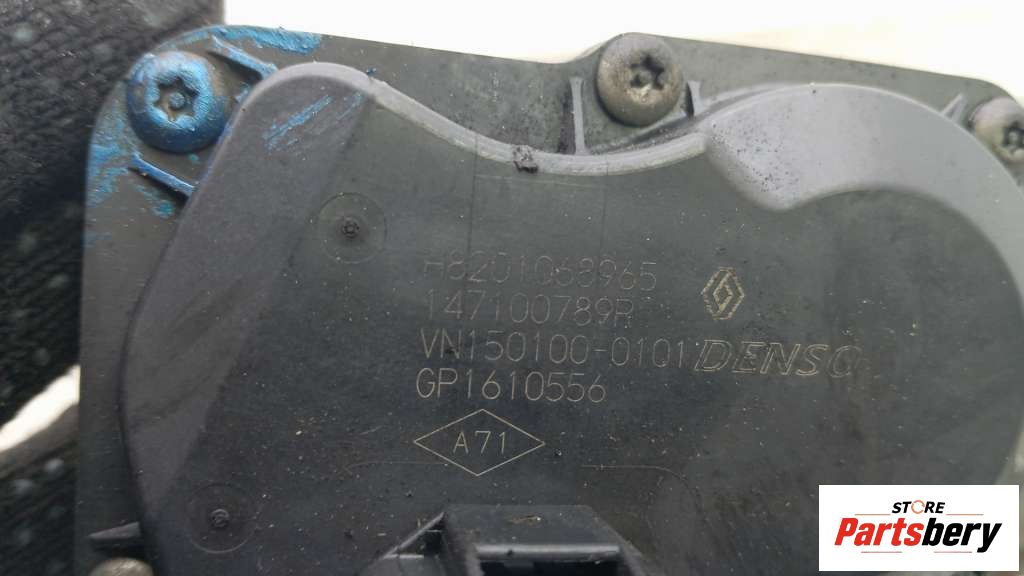 H8201068965
147100789R
VN150100-0101 DENSO
GP1610556
A71
STORE
Partsbery